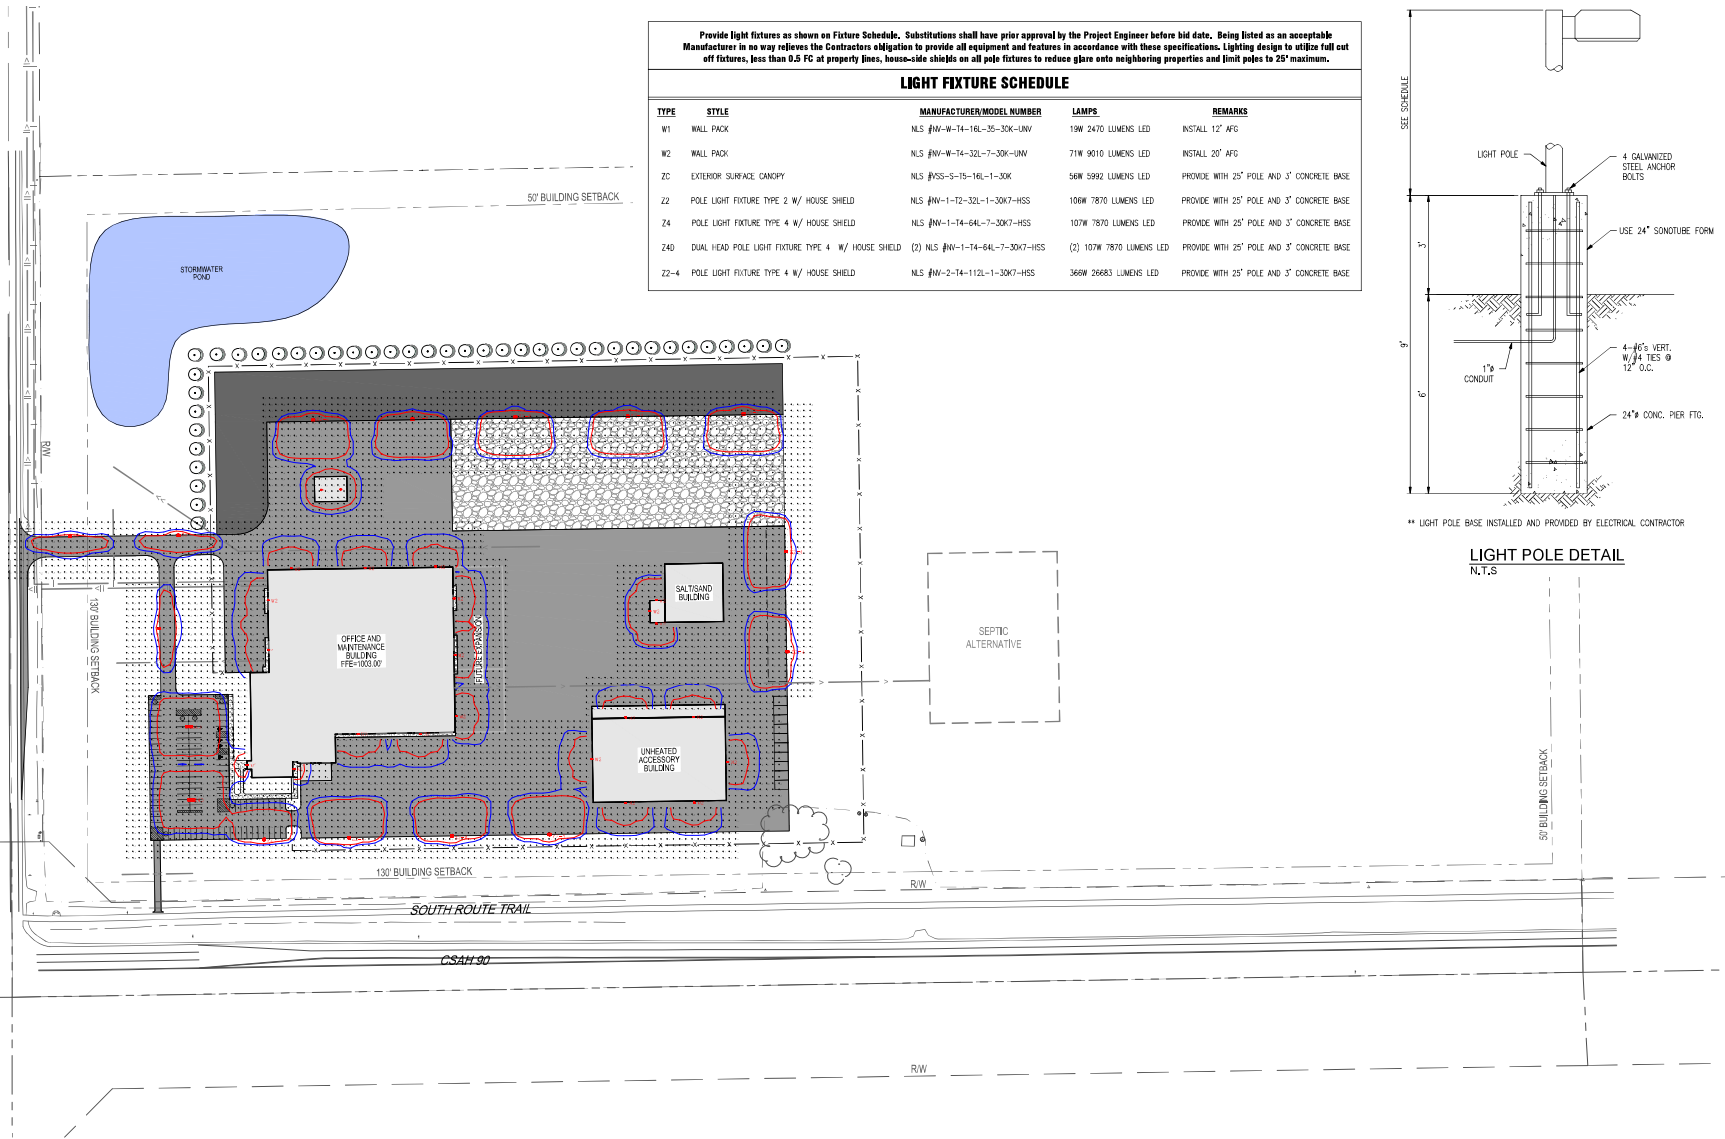 Provide light fixtures as shown on Fixture Schedule. Substitutions shall have prior approval by the Project Engineer before bid date. Being listed as an acceptable
Manufacturer in no way relieves the Contractors obligation to provide all equipment and features in accordance with these specifications. Lighting design to utilize full cut
off fixtures, less than 0.5 FC at property lines, house-side shields on all pole fixtures to reduce glare onto neighboring properties and limit poles to 25' maximum.
LIGHT FIXTURE SCHEDULE
TYPE STYLE MANUFACTURER/MODEL NUMBER LAMPS REMARKS
W1 WALL PACK NLS #NV-W-T4-16L-35-30K-UNV 19W 2470 LUMENS LED INSTALL 12' AFG
W2 WALL PACK NLS #NV-W-T4-32L-7-30K-UNV 71W 9010 LUMENS LED INSTALL 20' AFG
ZC EXTERIOR SURFACE CANOPY NLS #VSS-S-T5-16L-1-30K 56W 5992 LUMENS LED PROVIDE WITH 25' POLE AND 3' CONCRETE BASE
Z2 POLE LIGHT FIXTURE TYPE 2 W/ HOUSE SHIELD NLS #NV-1-T2-32L-1-30K7-HSS 106W 7870 LUMENS LED PROVIDE WITH 25' POLE AND 3' CONCRETE BASE
Z4 POLE LIGHT FIXTURE TYPE 4 W/ HOUSE SHIELD NLS #NV-1-T4-64L-7-30K7-HSS 107W 7870 LUMENS LED PROVIDE WITH 25' POLE AND 3' CONCRETE BASE
Z4D DUAL HEAD POLE LIGHT FIXTURE TYPE 4 W/ HOUSE SHIELD (2) NLS #NV-1-T4-64L-7-30K7-HSS (2) 107W 7870 LUMENS LED PROVIDE WITH 25' POLE AND 3' CONCRETE BASE
Z2-4 POLE LIGHT FIXTURE TYPE 4 W/ HOUSE SHIELD NLS #NV-2-T4-112L-1-30K7-HSS 366W 26683 LUMENS LED PROVIDE WITH 25' POLE AND 3' CONCRETE BASE
SEE SCHEDULE
LIGHT POLE
4 GALVANIZED
STEEL ANCHOR
BOLTS
USE 24" SONOTUBE FORM
3'
9'
6'
1"ø
CONDUIT
4-#6's VERT.
W/#4 TIES @
12" O.C.
24"ø CONC. PIER FTG.
** LIGHT POLE BASE INSTALLED AND PROVIDED BY ELECTRICAL CONTRACTOR
LIGHT POLE DETAIL
N.T.S
50' BUILDING SETBACK
STORMWATER
POND
R/W
130' BUILDING SETBACK
OFFICE AND
MAINTENANCE
BUILDING
FFE=1003.00'
FUTURE EXPANSION
SALT/SAND
BUILDING
SEPTIC
ALTERNATIVE
UNHEATED
ACCESSORY
BUILDING
50' BUILDING SETBACK
130' BUILDING SETBACK
R/W
SOUTH ROUTE TRAIL
CSAH 90
R/W